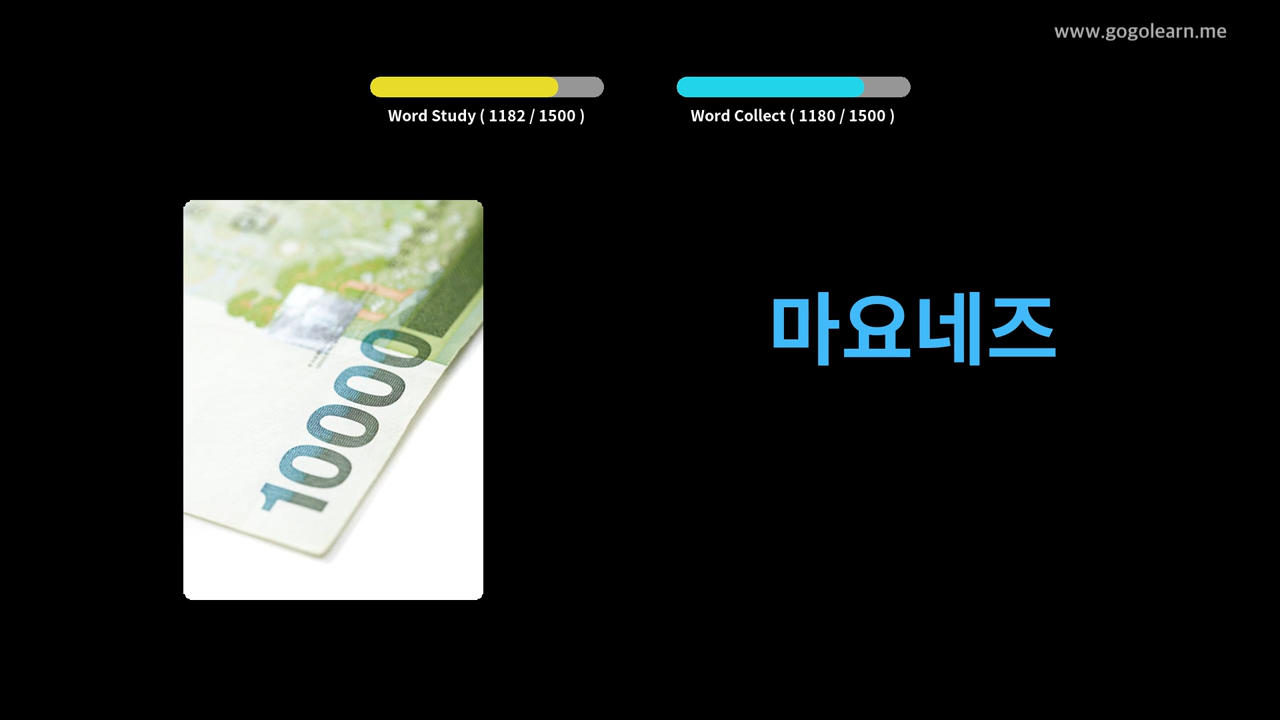 www.gogolearn.me
Word Study ( 1182 / 1500 )
Word Collect ( 1180 / 1500 )
마요네즈
10000